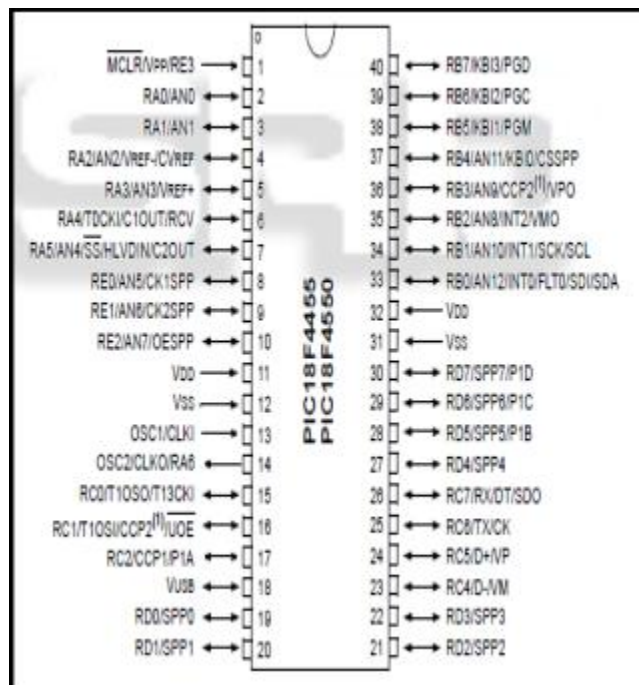 MCLR/VPP/RE3 1
RA0/AN0 2
RA1/AN1 3
RA2/AN2/VREF-/CVREF 4
RA3/AN3/VREF+ 5
RA4/T0CKI/C1OUT/RCV 6
RA5/AN4/SS/HLVDIN/C2OUT 7
RE0/AN5/CK1SPP 8
RE1/AN6/CK2SPP 9
RE2/AN7/OESPP 10
VDD 11
VSS 12
OSC1/CLKI 13
OSC2/CLKO/RA6 14
RC0/T1OSO/T13CKI 15
RC1/T1OSI/CCP2(1)/UOE 16
RC2/CCP1/P1A 17
VUSB 18
RD0/SPP0 19
RD1/SPP1 20
PIC18F4455
PIC18F4550
40 RB7/KBI3/PGD
39 RB6/KBI2/PGC
38 RB5/KBI1/PGM
37 RB4/AN11/KBI0/CSSPP
36 RB3/AN9/CCP2(1)/VPO
35 RB2/AN8/INT2/VMO
34 RB1/AN10/INT1/SCK/SCL
33 RB0/AN12/INT0/FLT0/SDI/SDA
32 VDD
31 VSS
30 RD7/SPP7/P1D
29 RD6/SPP6/P1C
28 RD5/SPP5/P1B
27 RD4/SPP4
26 RC7/RX/DT/SDO
25 RC6/TX/CK
24 RC5/D+/VP
23 RC4/D-/VM
22 RD3/SPP3
21 RD2/SPP2